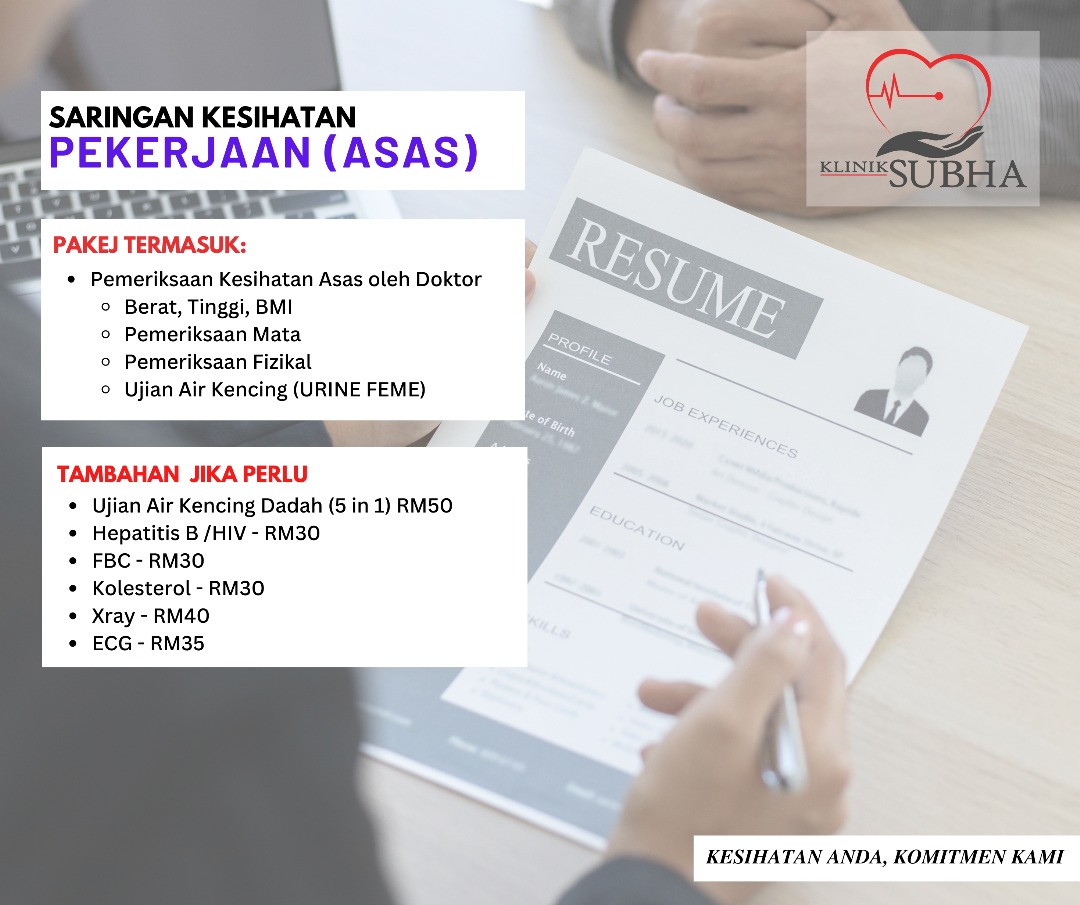 SARINGAN KESIHATAN
PEKERJAAN (ASAS)
PAKEJ TERMASUK:
• Pemeriksaan Kesihatan Asas oleh Doktor
○ Berat, Tinggi, BMI
○ Pemeriksaan Mata
○ Pemeriksaan Fizikal
○ Ujian Air Kencing (URINE FEME)
TAMBAHAN JIKA PERLU
• Ujian Air Kencing Dadah (5 in 1) RM50
• Hepatitis B /HIV - RM30
• FBC - RM30
• Kolesterol - RM30
• Xray - RM40
• ECG - RM35
KLINIK SUBHA
RESUME
PROFILE
Name
of Birth
JOB EXPERIENCES
EDUCATION
KESIHATAN ANDA, KOMITMEN KAMI